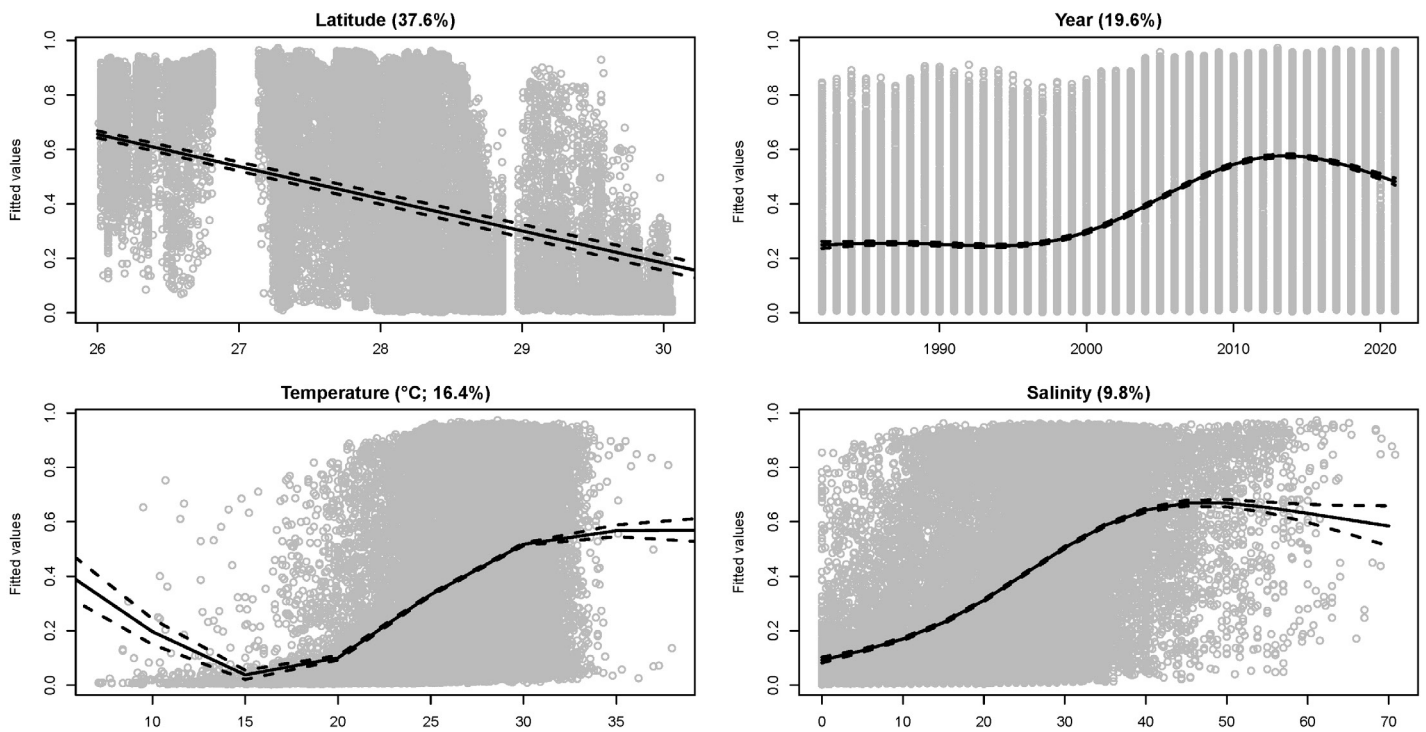 Latitude (37.6%)
Fitted values
0.0 0.2 0.4 0.6 0.8 1.0
26 27 28 29 30
Year (19.6%)
Fitted values
0.0 0.2 0.4 0.6 0.8 1.0
1990 2000 2010 2020
Temperature (°C; 16.4%)
Fitted values
0.0 0.2 0.4 0.6 0.8 1.0
10 15 20 25 30 35
Salinity (9.8%)
Fitted values
0.0 0.2 0.4 0.6 0.8 1.0
0 10 20 30 40 50 60 70